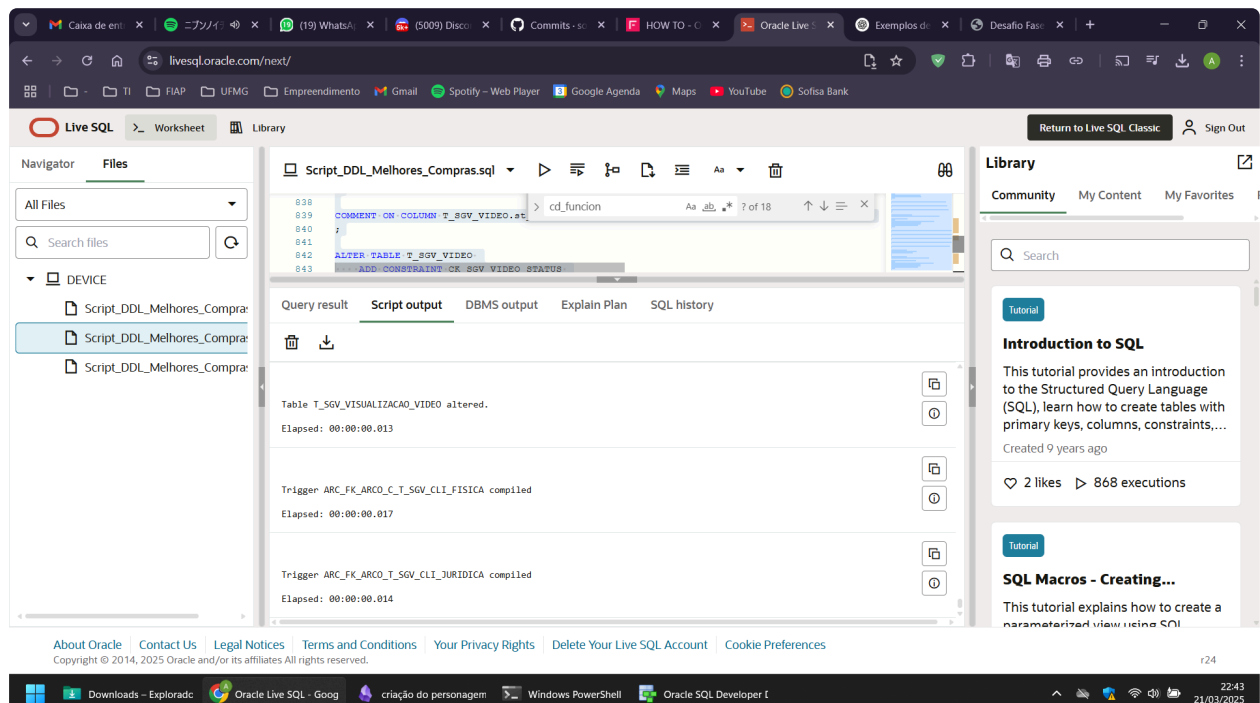 Caixa de ent
ニブンノイチ
(19) WhatsA
(5009) Discor
Commits · so
HOW TO - O
Oracle Live S
Exemplos de
Desafio Fase
livesql.oracle.com/next/
A
-
TI
FIAP
UFMG
Empreendimento
Gmail
Spotify – Web Player
Google Agenda
Maps
YouTube
Sofisa Bank
Live SQL
Worksheet
Library
Return to Live SQL Classic
Sign Out
Navigator
Files
All Files
Search files
DEVICE
Script_DDL_Melhores_Compras
Script_DDL_Melhores_Compras
Script_DDL_Melhores_Compras
Script_DDL_Melhores_Compras.sql
Aa
838
839 COMMENT ON COLUMN T_SGV_VIDEO.st
840 ;
841
842 ALTER TABLE T_SGV_VIDEO
843 ADD CONSTRAINT CK_SGV_VIDEO_STATUS
cd_funcion
Aa ab .* ? of 18
Query result
Script output
DBMS output
Explain Plan
SQL history
Table T_SGV_VISUALIZACAO_VIDEO altered.
Elapsed: 00:00:00.013
Trigger ARC_FK_ARCO_C_T_SGV_CLI_FISICA compiled
Elapsed: 00:00:00.017
Trigger ARC_FK_ARCO_T_SGV_CLI_JURIDICA compiled
Elapsed: 00:00:00.014
Library
Community
My Content
My Favorites
Search
Tutorial
Introduction to SQL
This tutorial provides an introduction
to the Structured Query Language
(SQL), learn how to create tables with
primary keys, columns, constraints,...
Created 9 years ago
2 likes
868 executions
Tutorial
SQL Macros - Creating...
This tutorial explains how to create a
parameterized view using SQL
About Oracle
Contact Us
Legal Notices
Terms and Conditions
Your Privacy Rights
Delete Your Live SQL Account
Cookie Preferences
Copyright © 2014, 2025 Oracle and/or its affiliates All rights reserved.
r24
Downloads – Explorado
Oracle Live SQL - Goog
criação do personagem
Windows PowerShell
Oracle SQL Developer D
22:43
21/03/2025